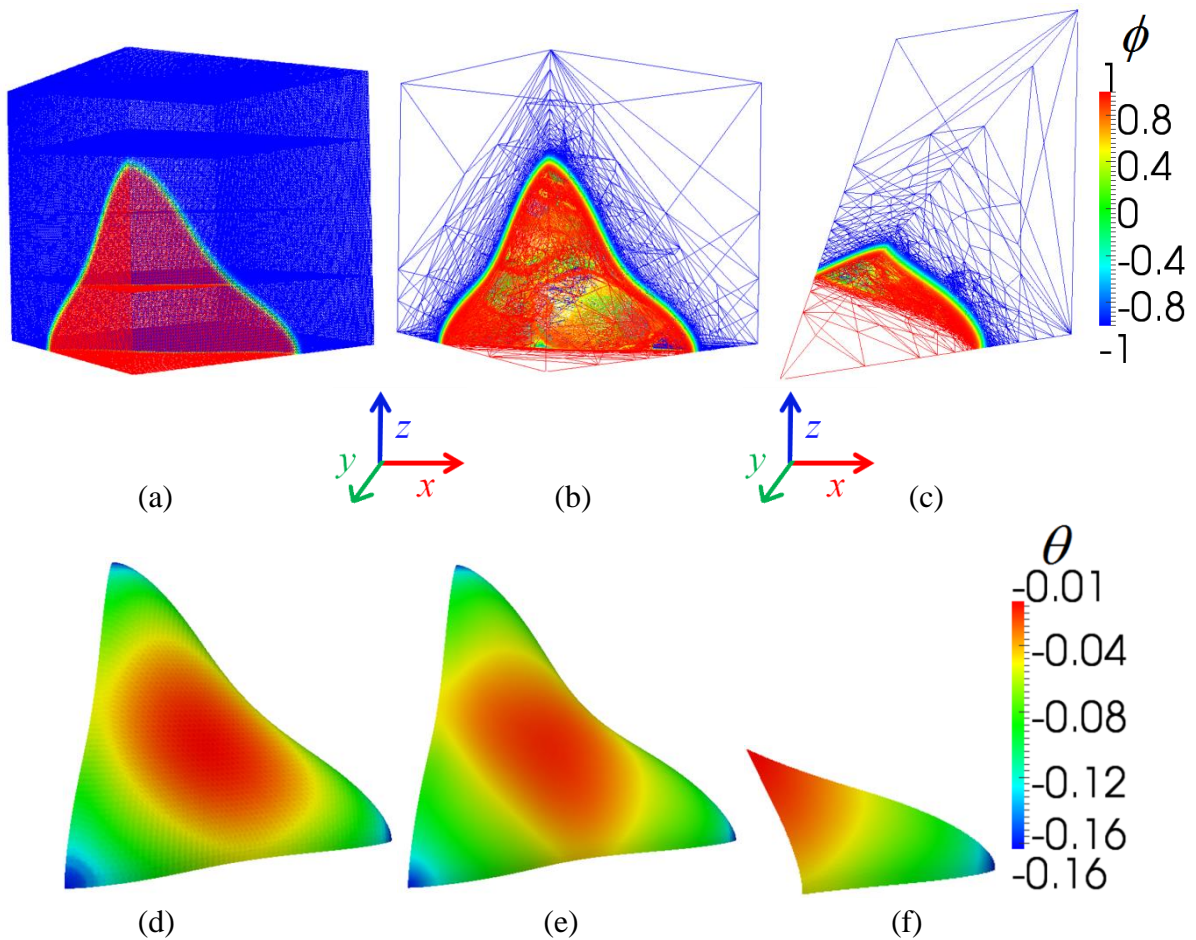 ϕ
1
0.8
0.4
0
-0.4
-0.8
-1
z
y
x
z
y
x
(a)
(b)
(c)
θ
-0.01
-0.04
-0.08
-0.12
-0.16
-0.16
(d)
(e)
(f)